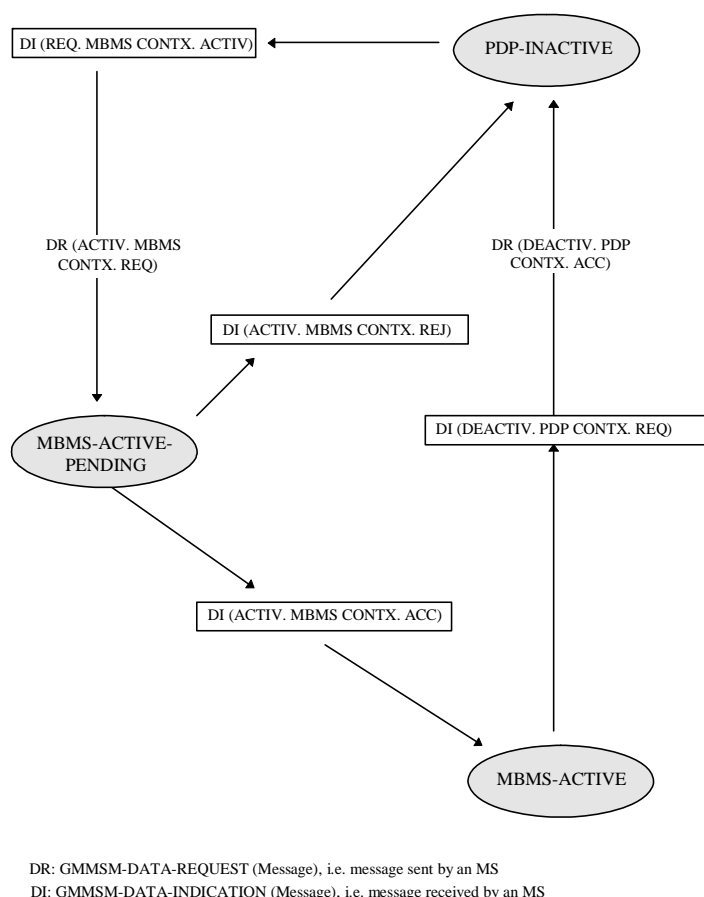 DI (REQ. MBMS CONTX. ACTIV)
PDP-INACTIVE
DR (ACTIV. MBMS
CONTX. REQ)
DR (DEACTIV. PDP
CONTX. ACC)
DI (ACTIV. MBMS CONTX. REJ)
MBMS-ACTIVE-
PENDING
DI (DEACTIV. PDP CONTX. REQ)
DI (ACTIV. MBMS CONTX. ACC)
MBMS-ACTIVE
DR: GMMSM-DATA-REQUEST (Message), i.e. message sent by an MS
DI: GMMSM-DATA-INDICATION (Message), i.e. message received by an MS